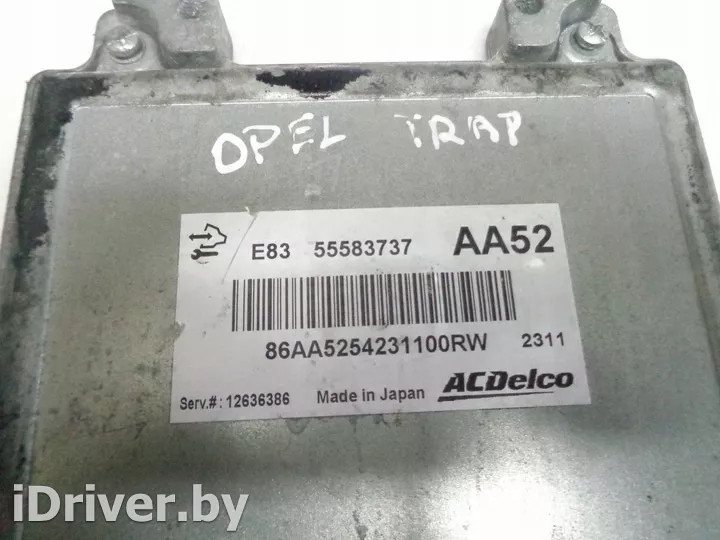 OPEL TRAP
E83 55583737 AA52
86AA5254231100RW 2311
Serv.#: 12636386 Made in Japan ACDelco
iDriver.by